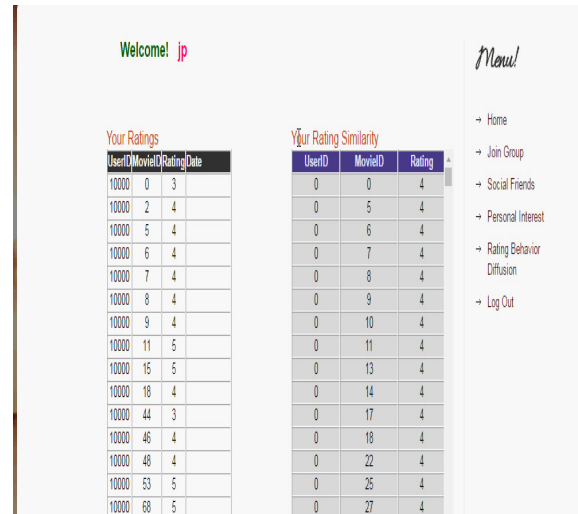 Welcome! jp
Your Ratings
UserID MovieID Rating Date
10000 0 3
10000 2 4
10000 5 4
10000 6 4
10000 7 4
10000 8 4
10000 9 4
10000 11 5
10000 15 5
10000 18 4
10000 44 3
10000 46 4
10000 48 4
10000 53 5
10000 68 5
Your Rating Similarity
UserID MovieID Rating
0 0 4
0 5 4
0 6 4
0 7 4
0 8 4
0 9 4
0 10 4
0 11 4
0 13 4
0 14 4
0 17 4
0 18 4
0 22 4
0 25 4
0 27 4
Menu!
→ Home
→ Join Group
→ Social Friends
→ Personal Interest
→ Rating Behavior
Diffusion
→ Log Out